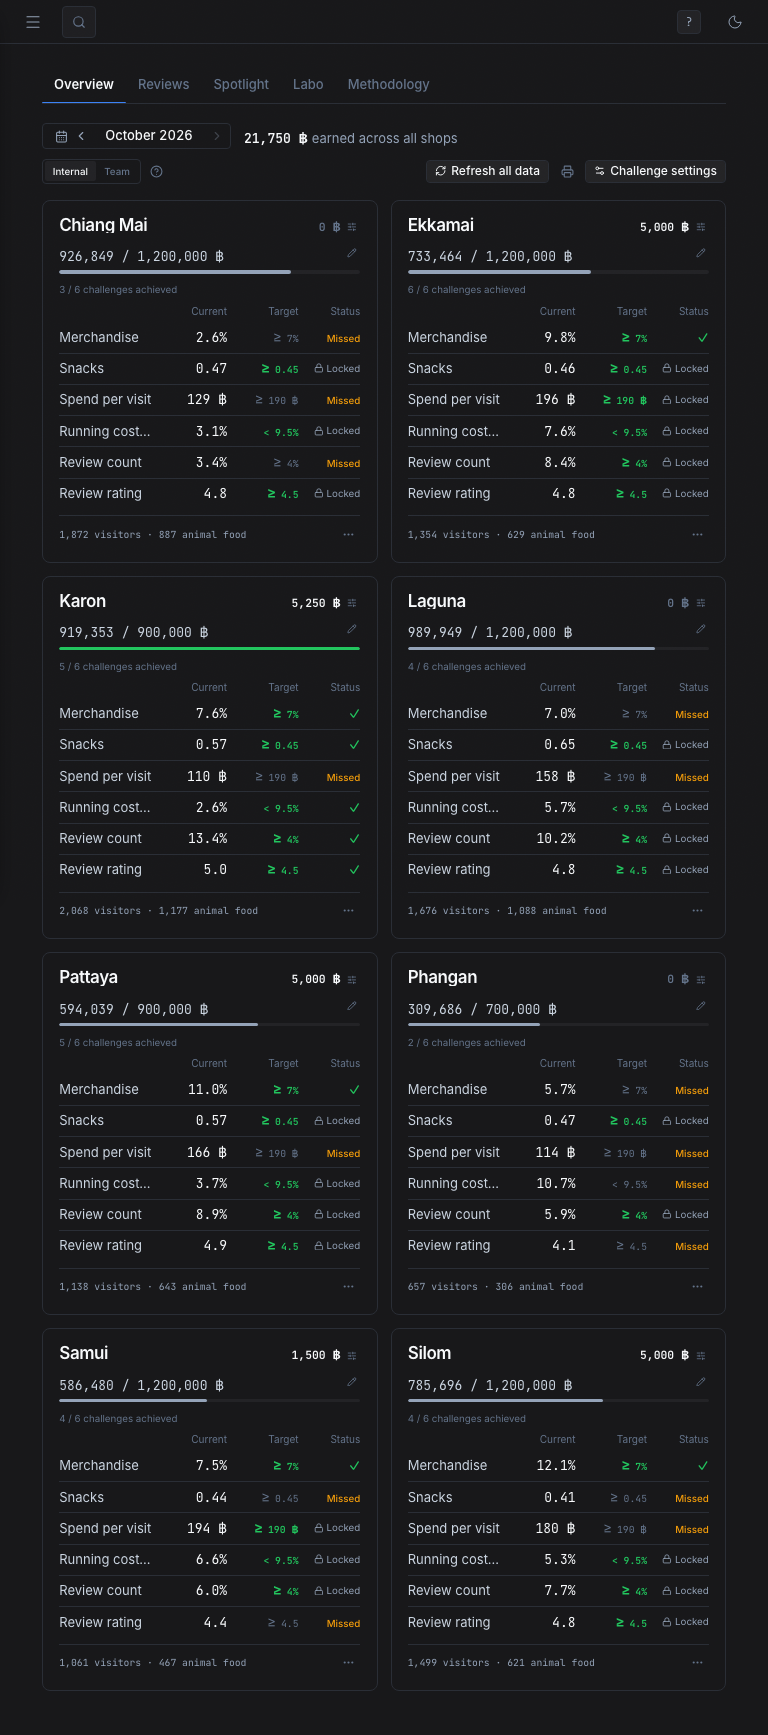 ?
Overview Reviews Spotlight Labo Methodology
October 2026 21,750 ฿ earned across all shops
Internal Team Refresh all data Challenge settings
Chiang Mai 0 ฿
926,849 / 1,200,000 ฿
3 / 6 challenges achieved
Current Target Status
Merchandise 2.6% ≥ 7% Missed
Snacks 0.47 ≥ 0.45 Locked
Spend per visit 129 ฿ ≥ 190 ฿ Missed
Running cost... 3.1% < 9.5% Locked
Review count 3.4% ≥ 4% Missed
Review rating 4.8 ≥ 4.5 Locked
1,872 visitors · 887 animal food
Ekkamai 5,000 ฿
733,464 / 1,200,000 ฿
6 / 6 challenges achieved
Current Target Status
Merchandise 9.8% ≥ 7% ✓
Snacks 0.46 ≥ 0.45 Locked
Spend per visit 196 ฿ ≥ 190 ฿ Locked
Running cost... 7.6% < 9.5% Locked
Review count 8.4% ≥ 4% Locked
Review rating 4.8 ≥ 4.5 Locked
1,354 visitors · 629 animal food
Karon 5,250 ฿
919,353 / 900,000 ฿
5 / 6 challenges achieved
Current Target Status
Merchandise 7.6% ≥ 7% ✓
Snacks 0.57 ≥ 0.45 ✓
Spend per visit 110 ฿ ≥ 190 ฿ Missed
Running cost... 2.6% < 9.5% ✓
Review count 13.4% ≥ 4% ✓
Review rating 5.0 ≥ 4.5 ✓
2,068 visitors · 1,177 animal food
Laguna 0 ฿
989,949 / 1,200,000 ฿
4 / 6 challenges achieved
Current Target Status
Merchandise 7.0% ≥ 7% Missed
Snacks 0.65 ≥ 0.45 Locked
Spend per visit 158 ฿ ≥ 190 ฿ Missed
Running cost... 5.7% < 9.5% Locked
Review count 10.2% ≥ 4% Locked
Review rating 4.8 ≥ 4.5 Locked
1,676 visitors · 1,088 animal food
Pattaya 5,000 ฿
594,039 / 900,000 ฿
5 / 6 challenges achieved
Current Target Status
Merchandise 11.0% ≥ 7% ✓
Snacks 0.57 ≥ 0.45 Locked
Spend per visit 166 ฿ ≥ 190 ฿ Missed
Running cost... 3.7% < 9.5% Locked
Review count 8.9% ≥ 4% Locked
Review rating 4.9 ≥ 4.5 Locked
1,138 visitors · 643 animal food
Phangan 0 ฿
309,686 / 700,000 ฿
2 / 6 challenges achieved
Current Target Status
Merchandise 5.7% ≥ 7% Missed
Snacks 0.47 ≥ 0.45 Locked
Spend per visit 114 ฿ ≥ 190 ฿ Missed
Running cost... 10.7% < 9.5% Missed
Review count 5.9% ≥ 4% Locked
Review rating 4.1 ≥ 4.5 Missed
657 visitors · 306 animal food
Samui 1,500 ฿
586,480 / 1,200,000 ฿
4 / 6 challenges achieved
Current Target Status
Merchandise 7.5% ≥ 7% ✓
Snacks 0.44 ≥ 0.45 Missed
Spend per visit 194 ฿ ≥ 190 ฿ Locked
Running cost... 6.6% < 9.5% Locked
Review count 6.0% ≥ 4% Locked
Review rating 4.4 ≥ 4.5 Missed
1,061 visitors · 467 animal food
Silom 5,000 ฿
785,696 / 1,200,000 ฿
4 / 6 challenges achieved
Current Target Status
Merchandise 12.1% ≥ 7% ✓
Snacks 0.41 ≥ 0.45 Missed
Spend per visit 180 ฿ ≥ 190 ฿ Missed
Running cost... 5.3% < 9.5% Locked
Review count 7.7% ≥ 4% Locked
Review rating 4.8 ≥ 4.5 Locked
1,499 visitors · 621 animal food